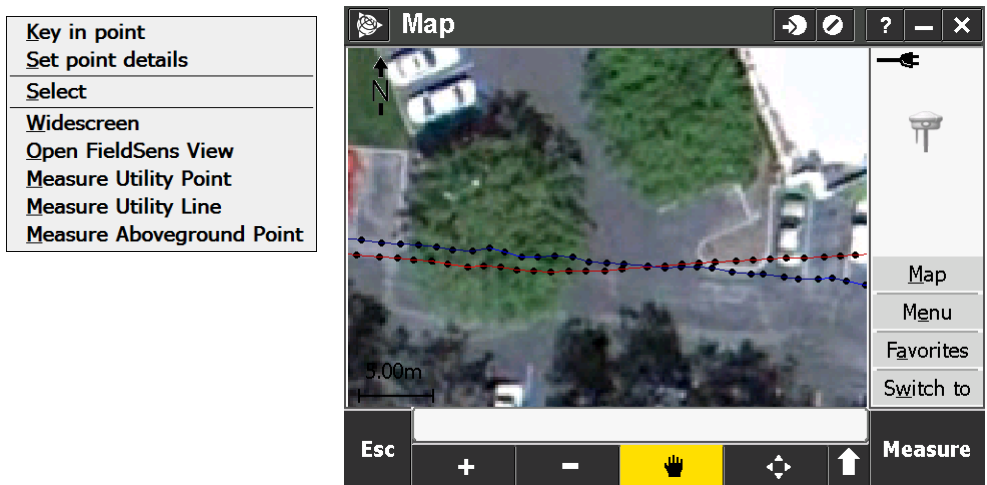 Key in point
Set point details
Select
Widescreen
Open FieldSens View
Measure Utility Point
Measure Utility Line
Measure Aboveground Point
Map
?
N
5.00m
Map
Menu
Favorites
Switch to
Esc
Measure